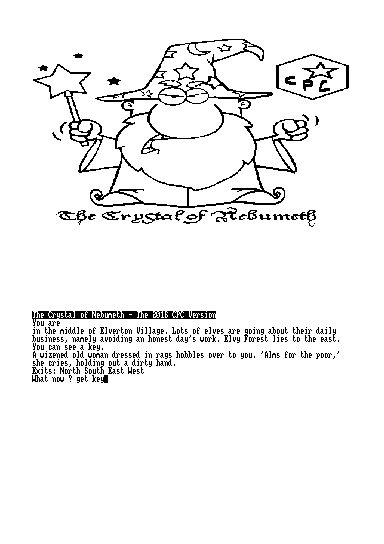 CPC
The Crystal of Nebumeth
The Crystal of Nebumeth - The 2016 CPC Version
You are
in the middle of Elverton Village. Lots of elves are going about their daily
business, namely avoiding an honest day's work. Elvy Forest lies to the east.
You can see a key.
A wizened old woman dressed in rags hobbles over to you. 'Alms for the poor,'
she cries, holding out a dirty hand.
Exits: North South East West
What now ? get key